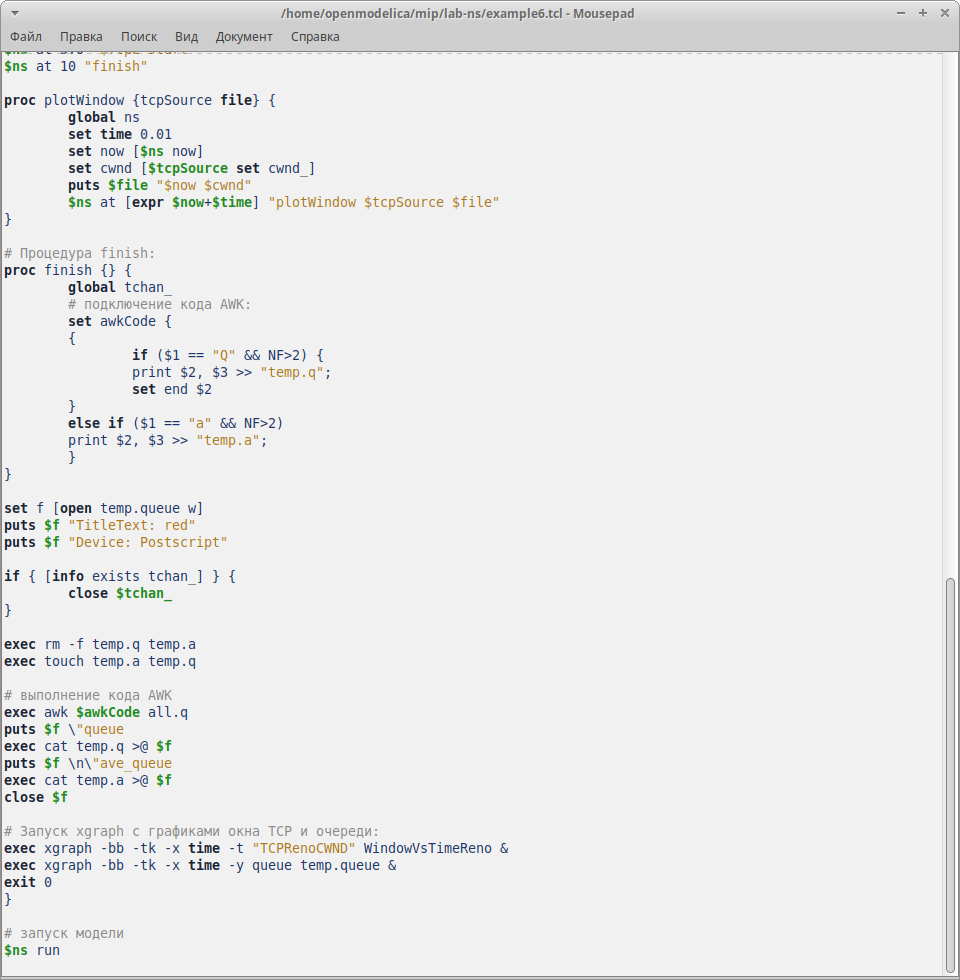 /home/openmodelica/mip/lab-ns/example6.tcl - Mousepad
Файл Правка Поиск Вид Документ Справка
$ns at 10 "finish"
proc plotWindow {tcpSource file} {
global ns
set time 0.01
set now [$ns now]
set cwnd [$tcpSource set cwnd_]
puts $file "$now $cwnd"
$ns at [expr $now+$time] "plotWindow $tcpSource $file"
}
# Процедура finish:
proc finish {} {
global tchan_
# подключение кода AWK:
set awkCode {
{
if ($1 == "Q" && NF>2) {
print $2, $3 >> "temp.q";
set end $2
}
else if ($1 == "a" && NF>2)
print $2, $3 >> "temp.a";
}
}
set f [open temp.queue w]
puts $f "TitleText: red"
puts $f "Device: Postscript"
if { [info exists tchan_] } {
close $tchan_
}
exec rm -f temp.q temp.a
exec touch temp.a temp.q
# выполнение кода AWK
exec awk $awkCode all.q
puts $f \"queue
exec cat temp.q >@ $f
puts $f \n\"ave_queue
exec cat temp.a >@ $f
close $f
# Запуск xgraph с графиками окна TCP и очереди:
exec xgraph -bb -tk -x time -t "TCPRenoCWND" WindowVsTimeReno &
exec xgraph -bb -tk -x time -y queue temp.queue &
exit 0
}
# запуск модели
$ns run